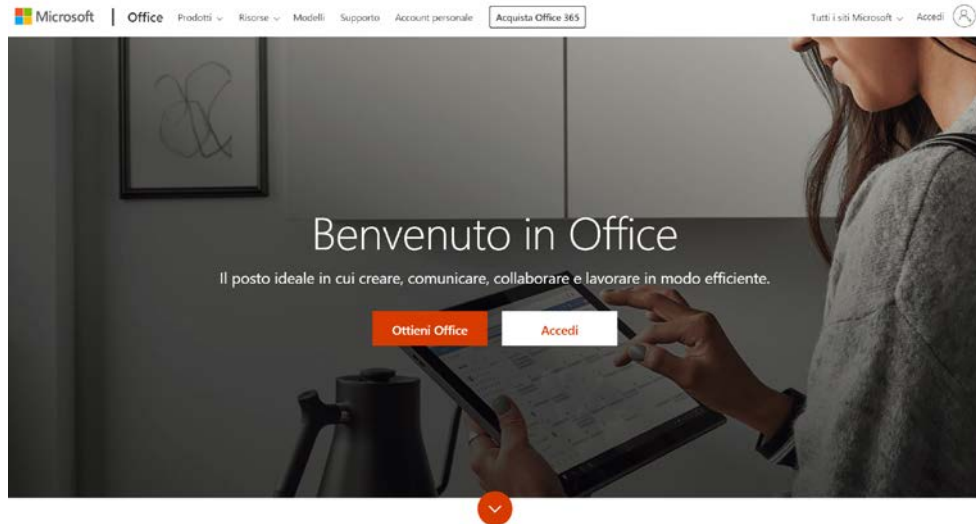 Microsoft Office Prodotti Risorse Modelli Supporto Account personale Acquista Office 365 Tutti i siti Microsoft Accedi
Benvenuto in Office
Il posto ideale in cui creare, comunicare, collaborare e lavorare in modo efficiente.
Ottieni Office Accedi